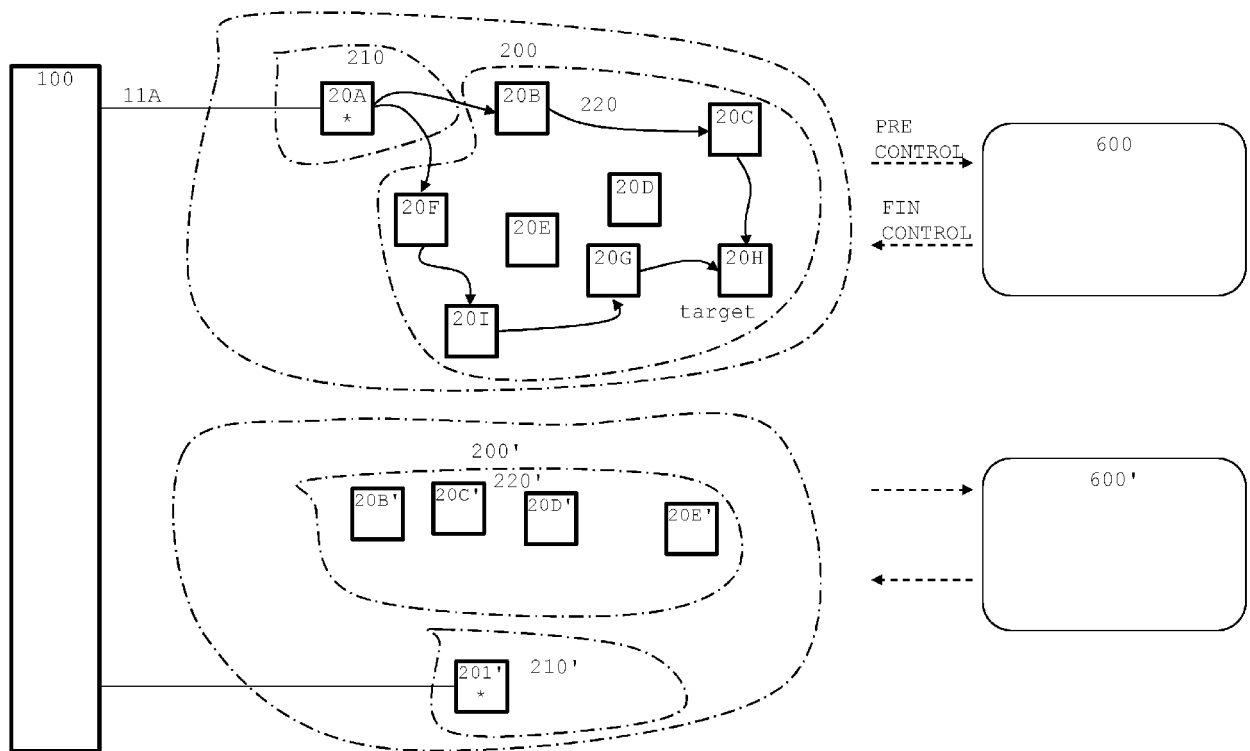 100
11A
210
20A
*
200
20B
220
20C
20D
20F
20E
20G
20H
target
20I
PRE
CONTROL
600
FIN
CONTROL
200'
220'
20B'
20C'
20D'
20E'
600'
201'
*
210'